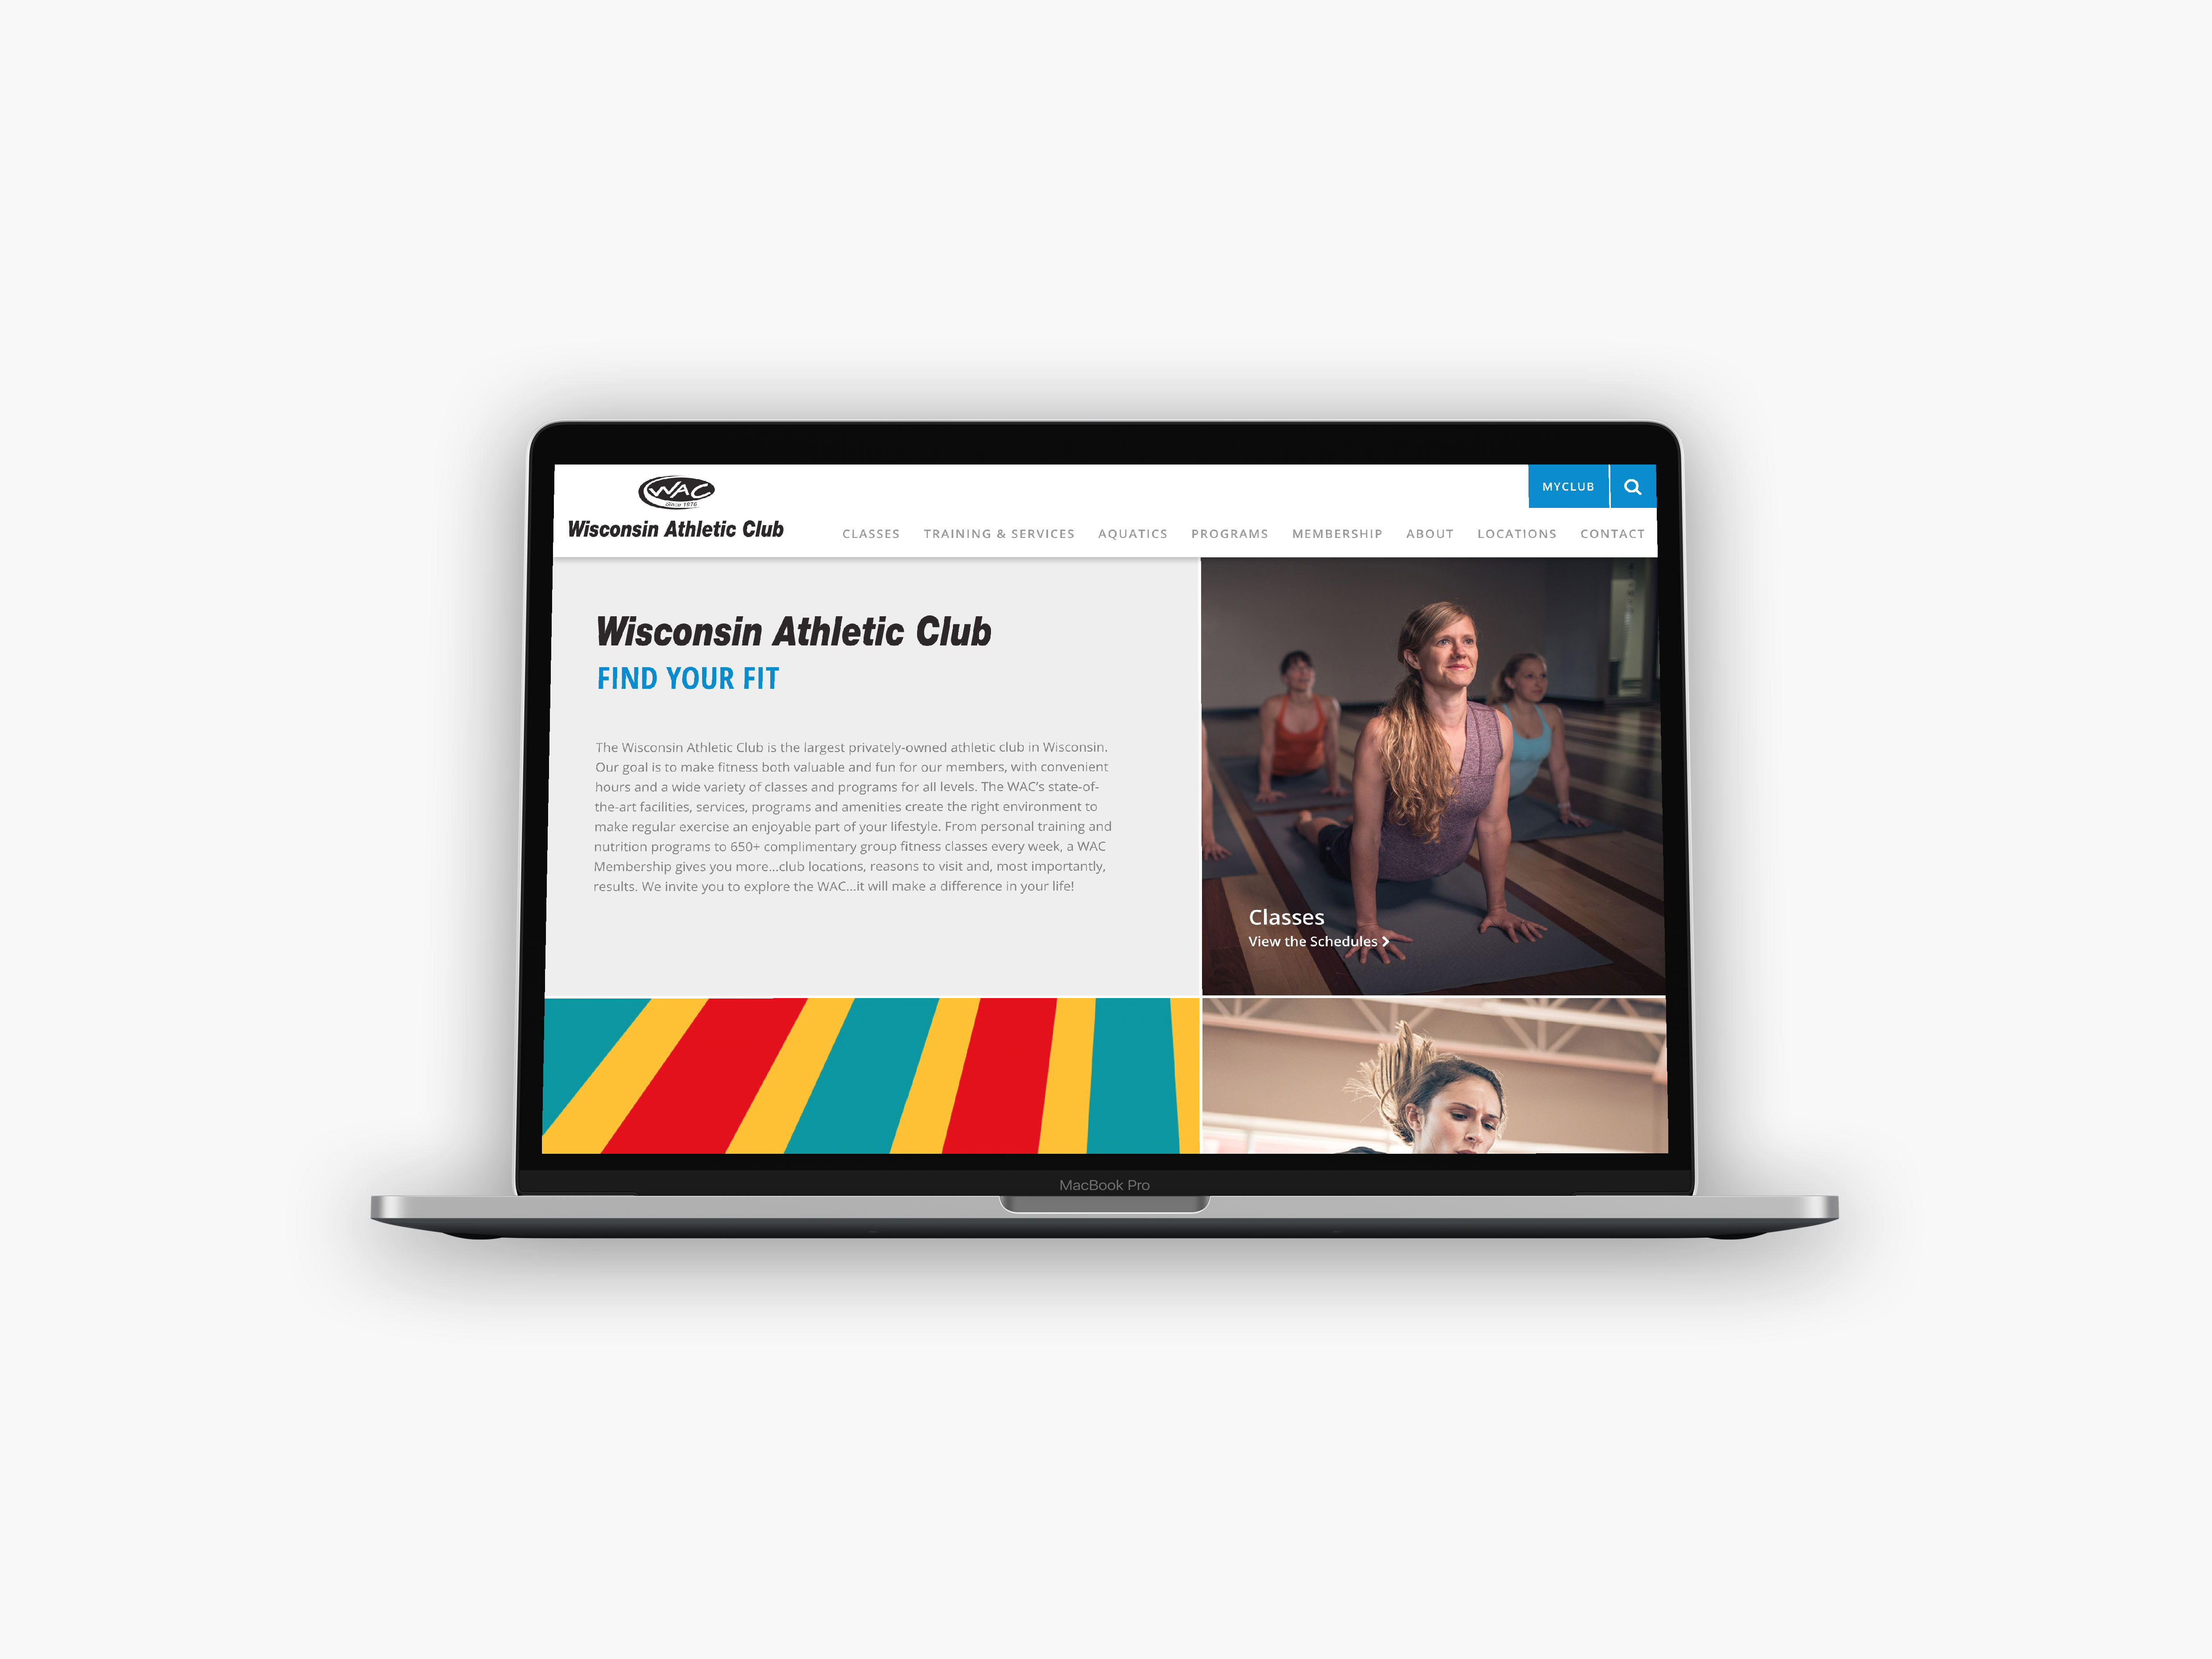 WAC
since 1976
Wisconsin Athletic Club
MYCLUB
CLASSES TRAINING & SERVICES AQUATICS PROGRAMS MEMBERSHIP ABOUT LOCATIONS CONTACT
Wisconsin Athletic Club
FIND YOUR FIT
The Wisconsin Athletic Club is the largest privately-owned athletic club in Wisconsin.
Our goal is to make fitness both valuable and fun for our members, with convenient
hours and a wide variety of classes and programs for all levels. The WAC's state-of-
the-art facilities, services, programs and amenities create the right environment to
make regular exercise an enjoyable part of your lifestyle. From personal training and
nutrition programs to 650+ complimentary group fitness classes every week, a WAC
Membership gives you more...club locations, reasons to visit and, most importantly,
results. We invite you to explore the WAC...it will make a difference in your life!
Classes
View the Schedules
MacBook Pro